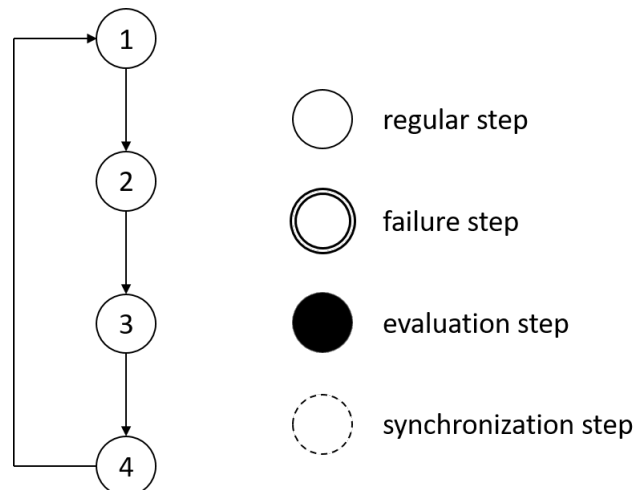 1
2
3
4
regular step
failure step
evaluation step
synchronization step